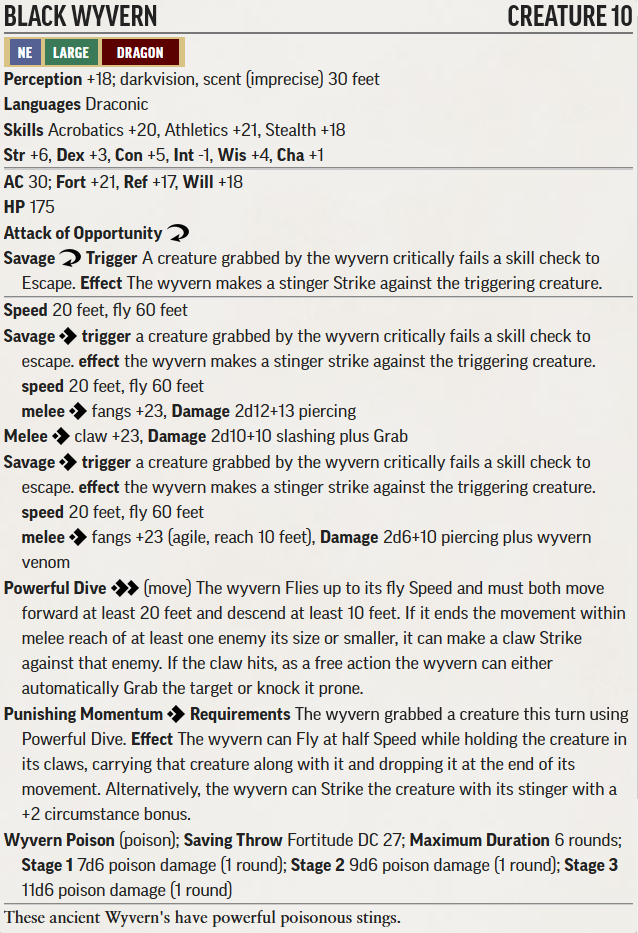 BLACK WYVERN CREATURE 10
NE LARGE DRAGON
Perception +18; darkvision, scent (imprecise) 30 feet
Languages Draconic
Skills Acrobatics +20, Athletics +21, Stealth +18
Str +6, Dex +3, Con +5, Int -1, Wis +4, Cha +1
AC 30; Fort +21, Ref +17, Will +18
HP 175
Attack of Opportunity
Savage Trigger A creature grabbed by the wyvern critically fails a skill check to
Escape. Effect The wyvern makes a stinger Strike against the triggering creature.
Speed 20 feet, fly 60 feet
Savage trigger a creature grabbed by the wyvern critically fails a skill check to
escape. effect the wyvern makes a stinger strike against the triggering creature.
speed 20 feet, fly 60 feet
melee fangs +23, Damage 2d12+13 piercing
Melee claw +23, Damage 2d10+10 slashing plus Grab
Savage trigger a creature grabbed by the wyvern critically fails a skill check to
escape. effect the wyvern makes a stinger strike against the triggering creature.
speed 20 feet, fly 60 feet
melee fangs +23 (agile, reach 10 feet), Damage 2d6+10 piercing plus wyvern
venom
Powerful Dive (move) The wyvern Flies up to its fly Speed and must both move
forward at least 20 feet and descend at least 10 feet. If it ends the movement within
melee reach of at least one enemy its size or smaller, it can make a claw Strike
against that enemy. If the claw hits, as a free action the wyvern can either
automatically Grab the target or knock it prone.
Punishing Momentum Requirements The wyvern grabbed a creature this turn using
Powerful Dive. Effect The wyvern can Fly at half Speed while holding the creature in
its claws, carrying that creature along with it and dropping it at the end of its
movement. Alternatively, the wyvern can Strike the creature with its stinger with a
+2 circumstance bonus.
Wyvern Poison (poison); Saving Throw Fortitude DC 27; Maximum Duration 6 rounds;
Stage 1 7d6 poison damage (1 round); Stage 2 9d6 poison damage (1 round); Stage 3
11d6 poison damage (1 round)
These ancient Wyvern's have powerful poisonous stings.